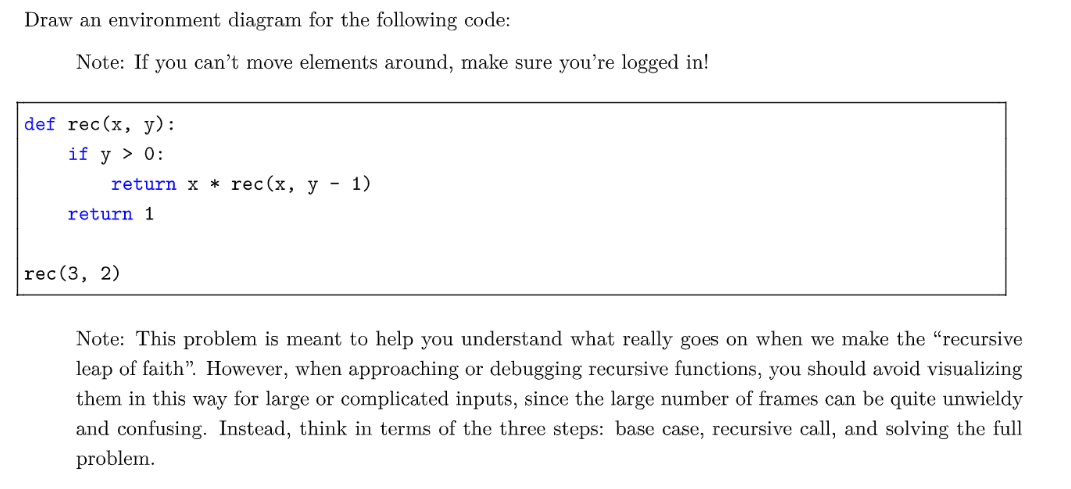 Draw an environment diagram for the following code:
Note: If you can't move elements around, make sure you're logged in!
def rec(x, y):
    if y > 0:
        return x * rec(x, y - 1)
    return 1
rec(3, 2)
Note: This problem is meant to help you understand what really goes on when we make the “recursive
leap of faith”. However, when approaching or debugging recursive functions, you should avoid visualizing
them in this way for large or complicated inputs, since the large number of frames can be quite unwieldy
and confusing. Instead, think in terms of the three steps: base case, recursive call, and solving the full
problem.